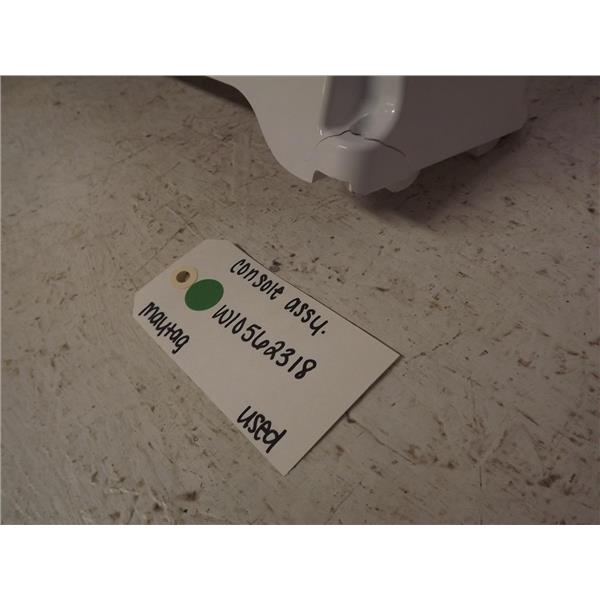 console assy.
W10562318
maytag
used